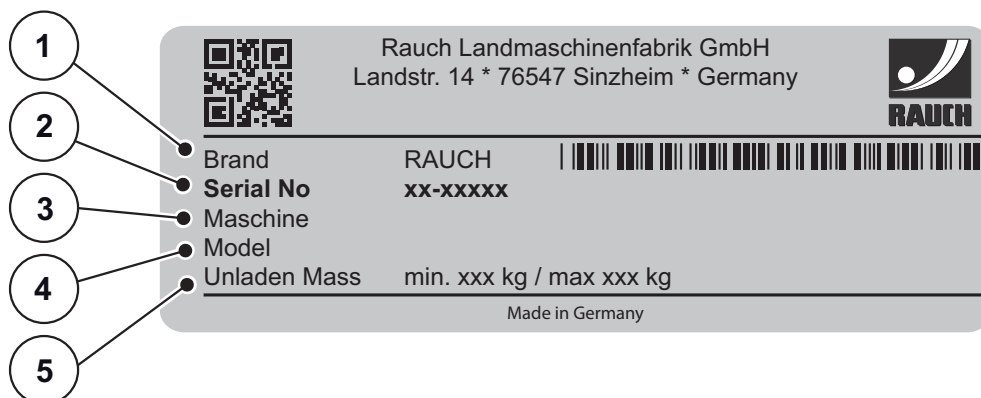 Rauch Landmaschinenfabrik GmbH
Landstr. 14 * 76547 Sinzheim * Germany
RAUCH
1
2
3
4
5
Brand RAUCH
Serial No xx-xxxxx
Maschine
Model
Unladen Mass min. xxx kg / max xxx kg
Made in Germany